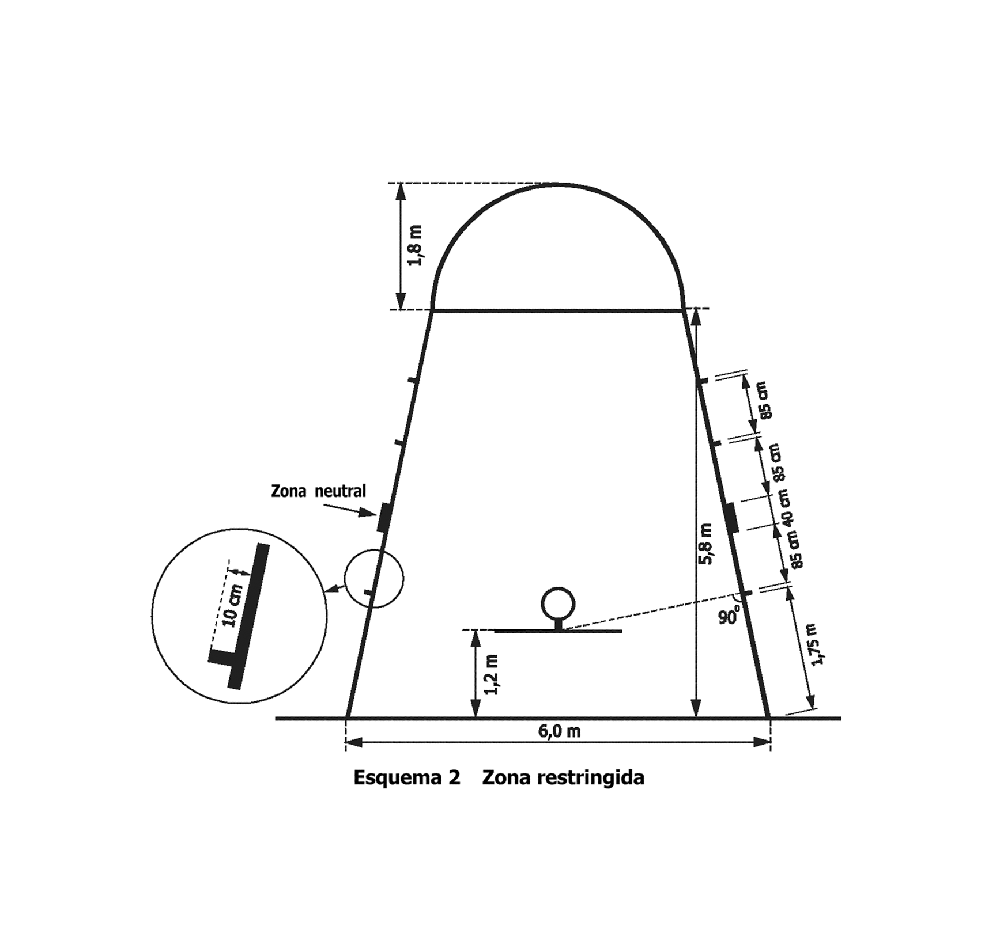 1,8 m
85 cm
85 cm
Zona neutral
40 cm
5,8 m
85 cm
10 cm
90°
1,75 m
1,2 m
6,0 m
Esquema 2 Zona restringida